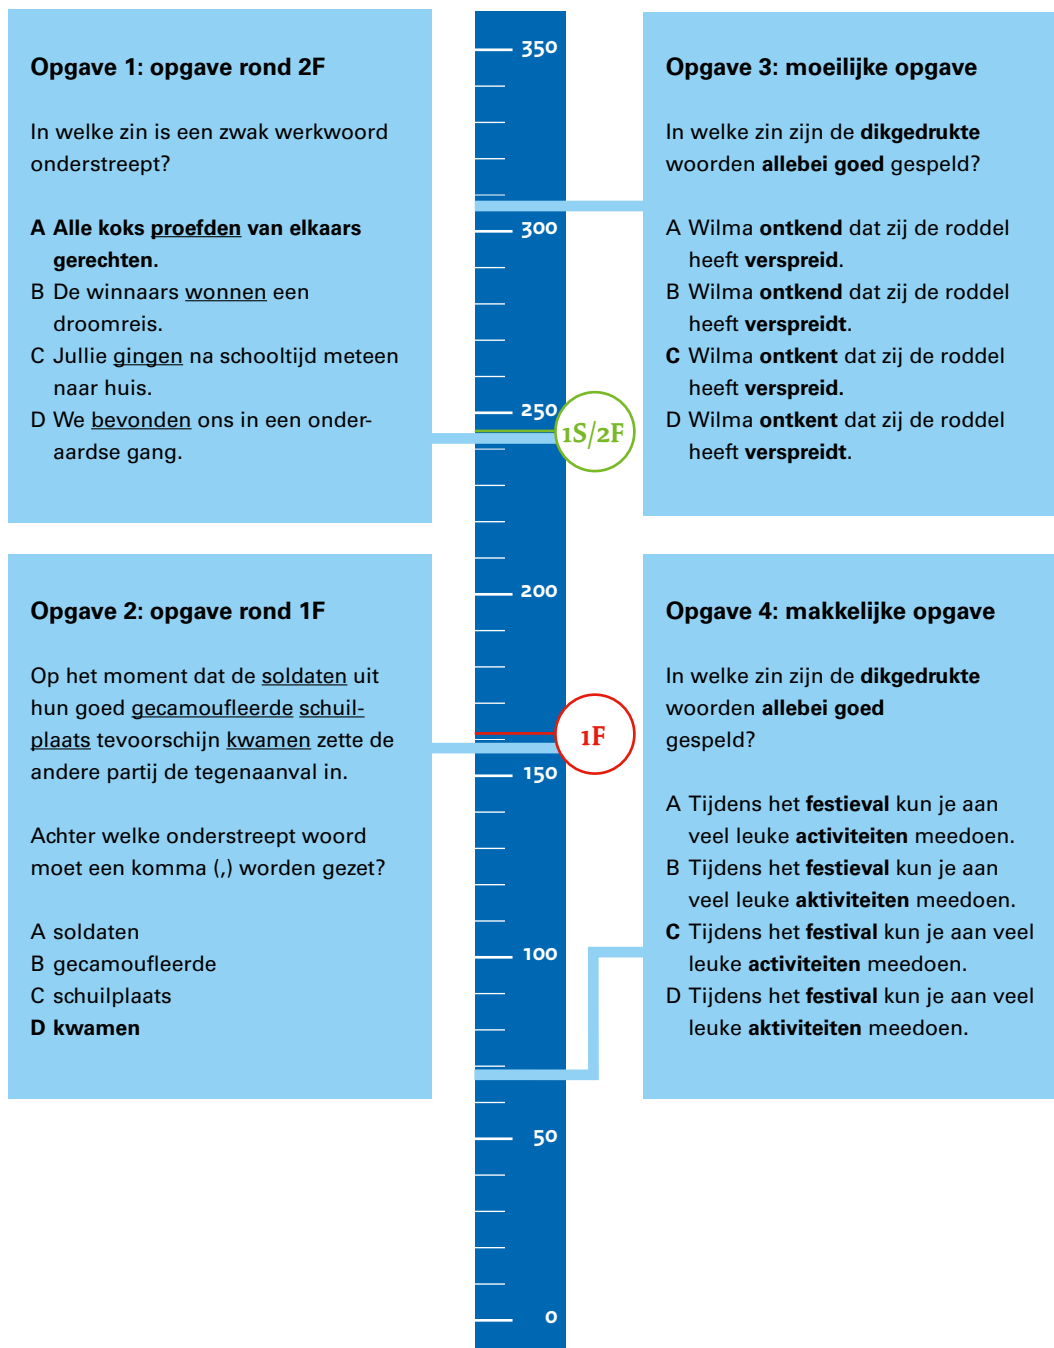 Opgave 1: opgave rond 2F
In welke zin is een zwak werkwoord
onderstreept?
A Alle koks proefden van elkaars
gerechten.
B De winnaars wonnen een
droomreis.
C Jullie gingen na schooltijd meteen
naar huis.
D We bevonden ons in een onder-
aardse gang.
Opgave 2: opgave rond 1F
Op het moment dat de soldaten uit
hun goed gecamoufleerde schuil-
plaats tevoorschijn kwamen zette de
andere partij de tegenaanval in.
Achter welke onderstreept woord
moet een komma (,) worden gezet?
A soldaten
B gecamoufleerde
C schuilplaats
D kwamen
350
300
250
1S/2F
200
1F
150
100
50
0
Opgave 3: moeilijke opgave
In welke zin zijn de dikgedrukte
woorden allebei goed gespeld?
A Wilma ontkend dat zij de roddel
heeft verspreid.
B Wilma ontkend dat zij de roddel
heeft verspreidt.
C Wilma ontkent dat zij de roddel
heeft verspreid.
D Wilma ontkent dat zij de roddel
heeft verspreidt.
Opgave 4: makkelijke opgave
In welke zin zijn de dikgedrukte
woorden allebei goed
gespeld?
A Tijdens het festieval kun je aan
veel leuke activiteiten meedoen.
B Tijdens het festieval kun je aan
veel leuke aktiviteiten meedoen.
C Tijdens het festival kun je aan veel
leuke activiteiten meedoen.
D Tijdens het festival kun je aan veel
leuke aktiviteiten meedoen.